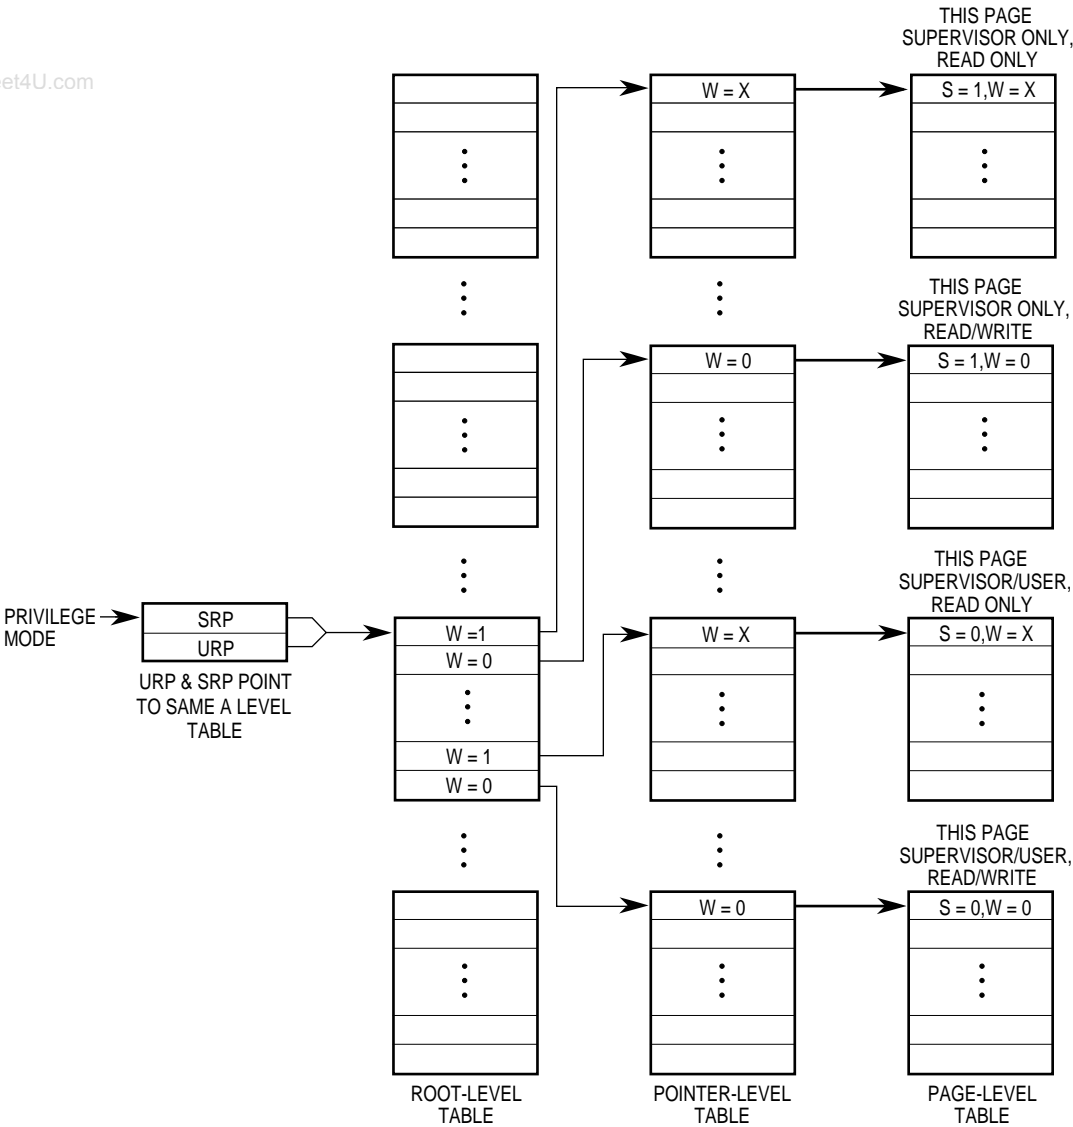 THIS PAGE
SUPERVISOR ONLY,
READ ONLY
eet4U.com
W = X
S = 1,W = X
THIS PAGE
SUPERVISOR ONLY,
READ/WRITE
W = 0
S = 1,W = 0
THIS PAGE
SUPERVISOR/USER,
READ ONLY
PRIVILEGE
MODE
SRP
URP
URP & SRP POINT
TO SAME A LEVEL
TABLE
W =1
W = 0
W = 1
W = 0
W = X
S = 0,W = X
THIS PAGE
SUPERVISOR/USER,
READ/WRITE
W = 0
S = 0,W = 0
ROOT-LEVEL
TABLE
POINTER-LEVEL
TABLE
PAGE-LEVEL
TABLE